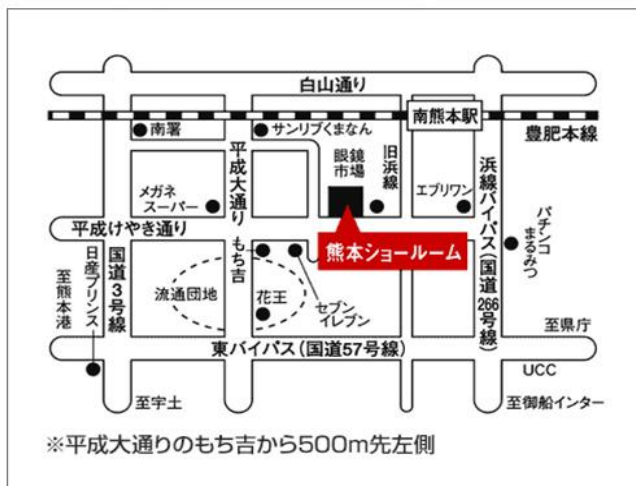 白山通り
南熊本駅
豊肥本線
南署
サンリブくまなん
平成大通り
眼鏡
市場
旧浜線
エブリワン
浜線バイパス(国道266号線)
メガネ
スーパー
平成けやき通り
熊本ショールーム
パチンコ
まるみつ
国道3号線
日産プリンス
至熊本港
もち吉
流通団地
花王
セブン
イレブン
至県庁
東バイパス(国道57号線)
UCC
至宇土
至御船インター
※平成大通りのもち吉から500m先左側